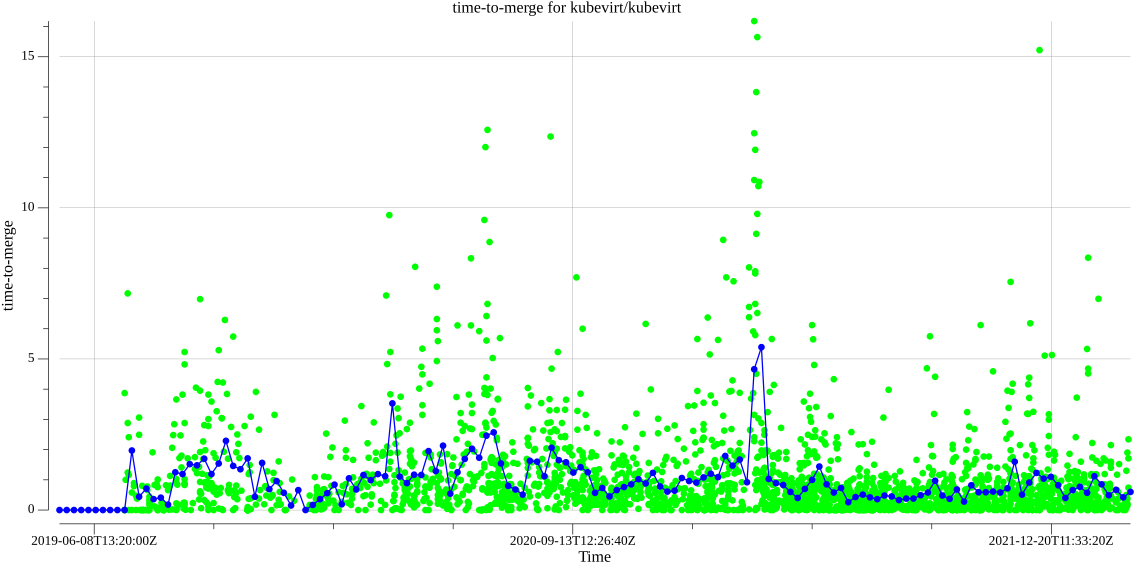 time-to-merge for kubevirt/kubevirt
15
10
5
0
time-to-merge
2019-06-08T13:20:00Z
2020-09-13T12:26:40Z
2021-12-20T11:33:20Z
Time